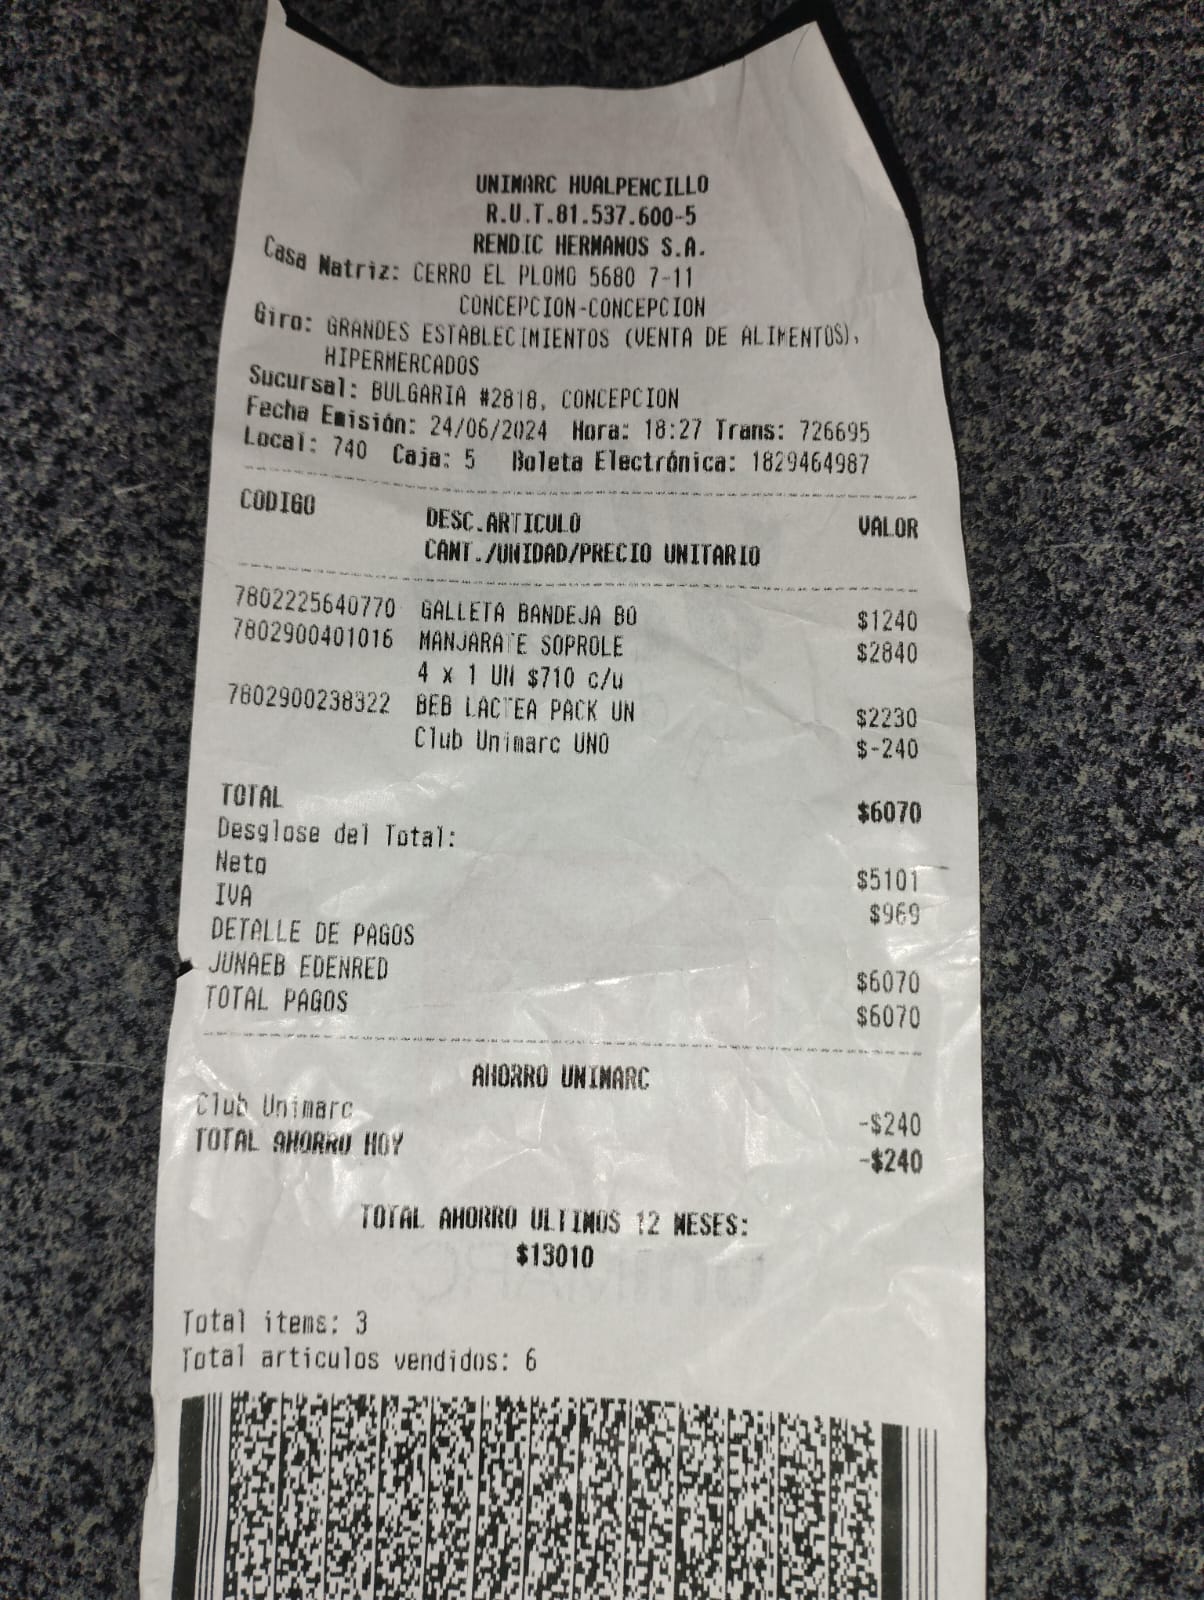 UNIMARC HUALPENCILLO
R.U.T.81.537.600-5
RENDIC HERMANOS S.A.
Casa Matriz: CERRO EL PLOMO 5680 7-11
CONCEPCION-CONCEPCION
Giro: GRANDES ESTABLECIMIENTOS (VENTA DE ALIMENTOS),
HIPERMERCADOS
Sucursal: BULGARIA #2818, CONCEPCION
Fecha Emisión: 24/06/2024 Hora: 18:27 Trans: 726695
Local: 740 Caja: 5 Boleta Electrónica: 1829464987
CODIGO DESC.ARTICULO VALOR
CANT./UNIDAD/PRECIO UNITARIO
7802225640770 GALLETA BANDEJA BO $1240
7802900401016 MANJARATE SOPROLE $2840
4 x 1 UN $710 c/u
7802900238322 BEB LACTEA PACK UN $2230
Club Unimarc UNO $-240
TOTAL $6070
Desglose del Total:
Neto $5101
IVA $969
DETALLE DE PAGOS
JUNAEB EDENRED $6070
TOTAL PAGOS $6070
AHORRO UNIMARC
Club Unimarc -$240
TOTAL AHORRO HOY -$240
TOTAL AHORRO ULTIMOS 12 MESES:
$13010
Total items: 3
Total articulos vendidos: 6